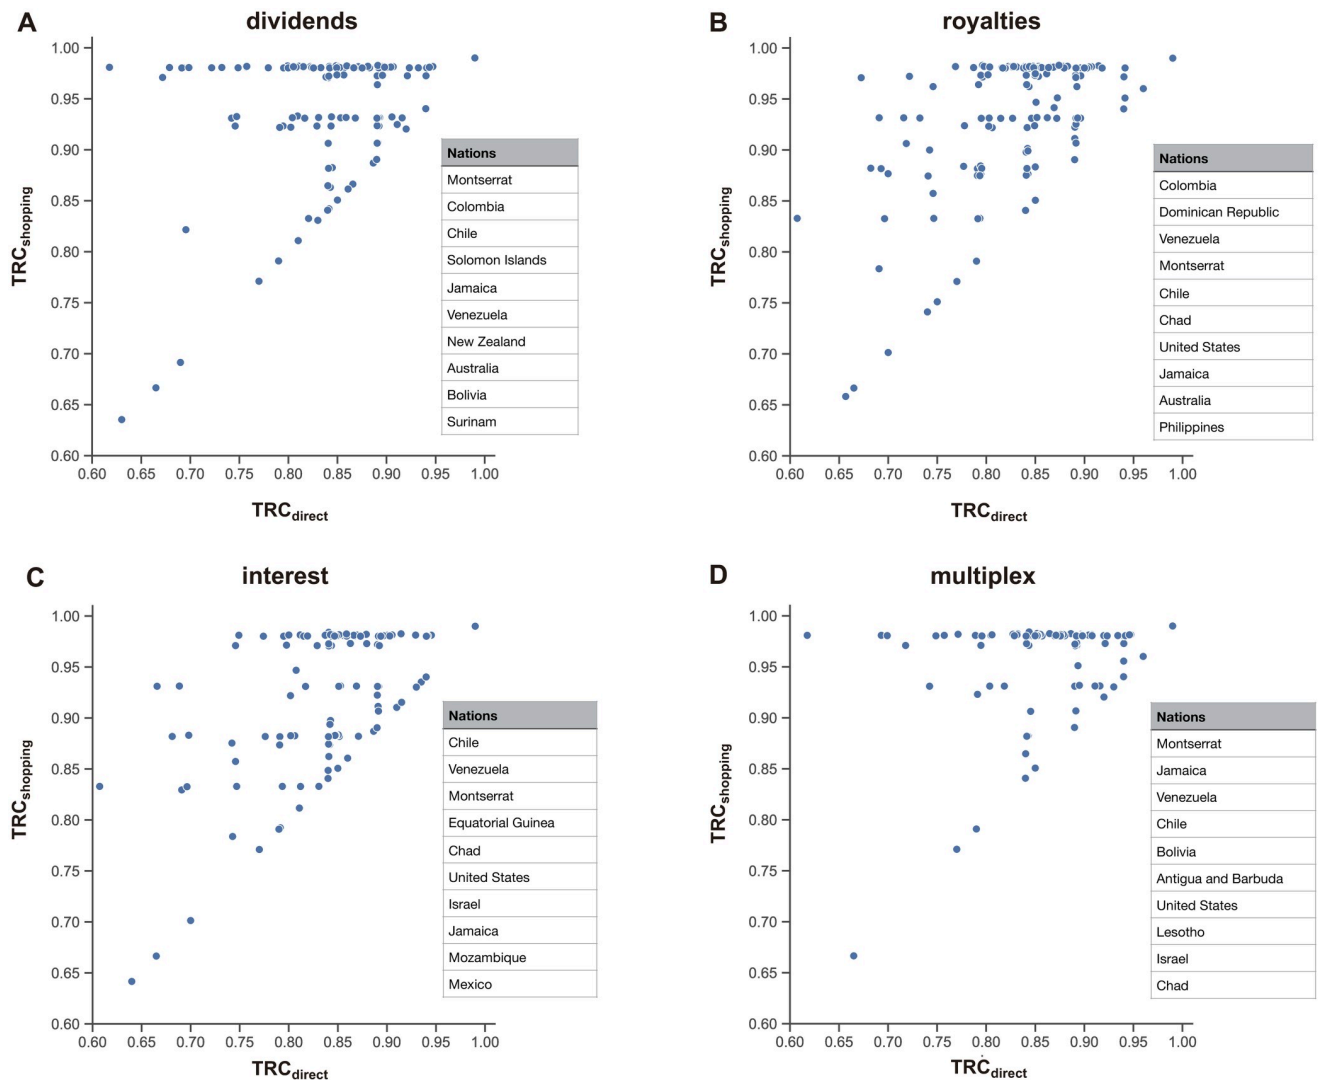 A
dividends
1.00
0.95
0.90
0.85
0.80
0.75
0.70
0.65
0.60
TRCshopping
0.60 0.65 0.70 0.75 0.80 0.85 0.90 0.95 1.00
TRCdirect
Nations
Montserrat
Colombia
Chile
Solomon Islands
Jamaica
Venezuela
New Zealand
Australia
Bolivia
Surinam
B
royalties
1.00
0.95
0.90
0.85
0.80
0.75
0.70
0.65
0.60
TRCshopping
0.60 0.65 0.70 0.75 0.80 0.85 0.90 0.95 1.00
TRCdirect
Nations
Colombia
Dominican Republic
Venezuela
Montserrat
Chile
Chad
United States
Jamaica
Australia
Philippines
C
interest
1.00
0.95
0.90
0.85
0.80
0.75
0.70
0.65
0.60
TRCshopping
0.60 0.65 0.70 0.75 0.80 0.85 0.90 0.95 1.00
TRCdirect
Nations
Chile
Venezuela
Montserrat
Equatorial Guinea
Chad
United States
Israel
Jamaica
Mozambique
Mexico
D
multiplex
1.00
0.95
0.90
0.85
0.80
0.75
0.70
0.65
0.60
TRCshopping
0.60 0.65 0.70 0.75 0.80 0.85 0.90 0.95 1.00
TRCdirect
Nations
Montserrat
Jamaica
Venezuela
Chile
Bolivia
Antigua and Barbuda
United States
Lesotho
Israel
Chad